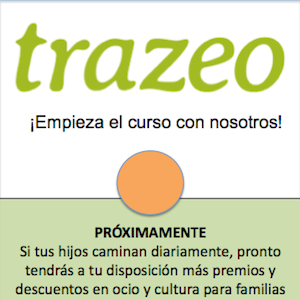 trazeo
¡Empieza el curso con nosotros!
PRÓXIMAMENTE
Si tus hijos caminan diariamente, pronto
tendrás a tu disposición más premios y
descuentos en ocio y cultura para familias